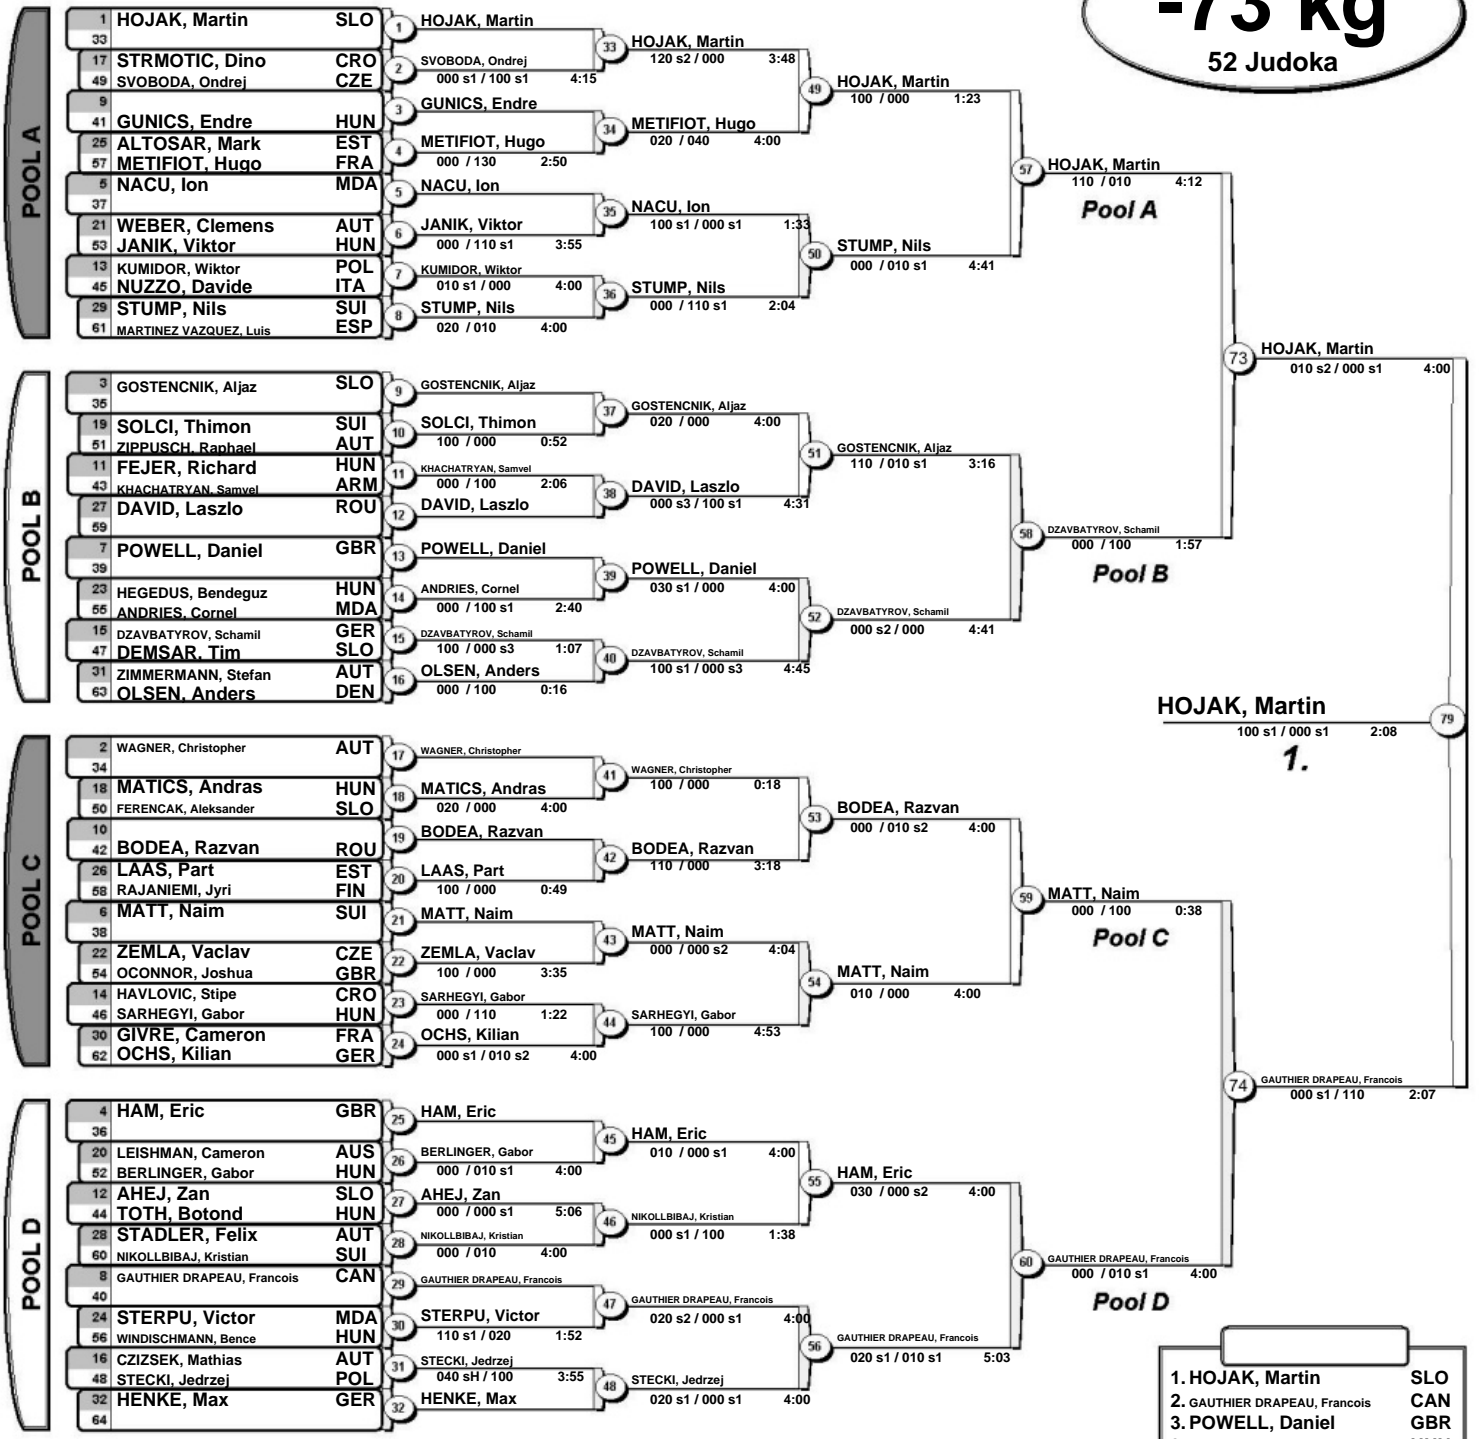 -73 kg
52 Judoka
POOL A
1 HOJAK, Martin SLO
33
17 STRMOTIC, Dino CRO
49 SVOBODA, Ondrej CZE
9
41 GUNICS, Endre HUN
25 ALTOSAR, Mark EST
57 METIFIOT, Hugo FRA
5 NACU, Ion MDA
37
21 WEBER, Clemens AUT
53 JANIK, Viktor HUN
13 KUMIDOR, Wiktor POL
45 NUZZO, Davide ITA
29 STUMP, Nils SUI
61 MARTINEZ VAZQUEZ, Luis ESP
1 HOJAK, Martin
2 SVOBODA, Ondrej
000 s1 / 100 s1 4:15
3 GUNICS, Endre
4 METIFIOT, Hugo
000 / 130 2:50
5 NACU, Ion
6 JANIK, Viktor
000 / 110 s1 3:55
7 KUMIDOR, Wiktor
010 s1 / 000 4:00
8 STUMP, Nils
020 / 010 4:00
33 HOJAK, Martin
120 s2 / 000 3:48
34 METIFIOT, Hugo
020 / 040 4:00
35 NACU, Ion
100 s1 / 000 s1 1:33
36 STUMP, Nils
000 / 110 s1 2:04
49 HOJAK, Martin
100 / 000 1:23
50 STUMP, Nils
000 / 010 s1 4:41
57 HOJAK, Martin
110 / 010 4:12
Pool A
POOL B
3 GOSTENCNIK, Aljaz SLO
35
19 SOLCI, Thimon SUI
51 ZIPPUSCH, Raphael AUT
11 FEJER, Richard HUN
43 KHACHATRYAN, Samvel ARM
27 DAVID, Laszlo ROU
59
7 POWELL, Daniel GBR
39
23 HEGEDUS, Bendeguz HUN
55 ANDRIES, Cornel MDA
15 DZAVBATYROV, Schamil GER
47 DEMSAR, Tim SLO
31 ZIMMERMANN, Stefan AUT
63 OLSEN, Anders DEN
9 GOSTENCNIK, Aljaz
10 SOLCI, Thimon
100 / 000 0:52
11 KHACHATRYAN, Samvel
000 / 100 2:06
12 DAVID, Laszlo
13 POWELL, Daniel
14 ANDRIES, Cornel
000 / 100 s1 2:40
15 DZAVBATYROV, Schamil
100 / 000 s3 1:07
16 OLSEN, Anders
000 / 100 0:16
37 GOSTENCNIK, Aljaz
020 / 000 4:00
38 DAVID, Laszlo
000 s3 / 100 s1 4:31
39 POWELL, Daniel
030 s1 / 000 4:00
40 DZAVBATYROV, Schamil
100 s1 / 000 s3 4:45
51 GOSTENCNIK, Aljaz
110 / 010 s1 3:16
52 DZAVBATYROV, Schamil
000 s2 / 000 4:41
58 DZAVBATYROV, Schamil
000 / 100 1:57
Pool B
73 HOJAK, Martin
010 s2 / 000 s1 4:00
HOJAK, Martin 79
100 s1 / 000 s1 2:08
1.
POOL C
2 WAGNER, Christopher AUT
34
18 MATICS, Andras HUN
50 FERENCAK, Aleksander SLO
10
42 BODEA, Razvan ROU
26 LAAS, Part EST
58 RAJANIEMI, Jyri FIN
6 MATT, Naim SUI
38
22 ZEMLA, Vaclav CZE
54 OCONNOR, Joshua GBR
14 HAVLOVIC, Stipe CRO
46 SARHEGYI, Gabor HUN
30 GIVRE, Cameron FRA
62 OCHS, Kilian GER
17 WAGNER, Christopher
18 MATICS, Andras
020 / 000 4:00
19 BODEA, Razvan
20 LAAS, Part
100 / 000 0:49
21 MATT, Naim
22 ZEMLA, Vaclav
100 / 000 3:35
23 SARHEGYI, Gabor
000 / 110 1:22
24 OCHS, Kilian
000 s1 / 010 s2 4:00
41 WAGNER, Christopher
100 / 000 0:18
42 BODEA, Razvan
110 / 000 3:18
43 MATT, Naim
000 / 000 s2 4:04
44 SARHEGYI, Gabor
100 / 000 4:53
53 BODEA, Razvan
000 / 010 s2 4:00
54 MATT, Naim
010 / 000 4:00
59 MATT, Naim
000 / 100 0:38
Pool C
POOL D
4 HAM, Eric GBR
36
20 LEISHMAN, Cameron AUS
52 BERLINGER, Gabor HUN
12 AHEJ, Zan SLO
44 TOTH, Botond HUN
28 STADLER, Felix AUT
60 NIKOLLBIBAJ, Kristian SUI
8 GAUTHIER DRAPEAU, Francois CAN
40
24 STERPU, Victor MDA
56 WINDISCHMANN, Bence HUN
16 CZIZSEK, Mathias AUT
48 STECKI, Jedrzej POL
32 HENKE, Max GER
64
25 HAM, Eric
26 BERLINGER, Gabor
000 / 010 s1 4:00
27 AHEJ, Zan
000 / 000 s1 5:06
28 NIKOLLBIBAJ, Kristian
000 / 010 4:00
29 GAUTHIER DRAPEAU, Francois
30 STERPU, Victor
110 s1 / 020 1:52
31 STECKI, Jedrzej
040 sH / 100 3:55
32 HENKE, Max
45 HAM, Eric
010 / 000 s1 4:00
46 NIKOLLBIBAJ, Kristian
000 s1 / 100 1:38
47 GAUTHIER DRAPEAU, Francois
020 s2 / 000 s1 4:00
48 STECKI, Jedrzej
020 s1 / 000 s1 4:00
55 HAM, Eric
030 / 000 s2 4:00
56 GAUTHIER DRAPEAU, Francois
020 s1 / 010 s1 5:03
60 GAUTHIER DRAPEAU, Francois
000 / 010 s1 4:00
Pool D
74 GAUTHIER DRAPEAU, Francois
000 s1 / 110 2:07
1. HOJAK, Martin SLO
2. GAUTHIER DRAPEAU, Francois CAN
3. POWELL, Daniel GBR